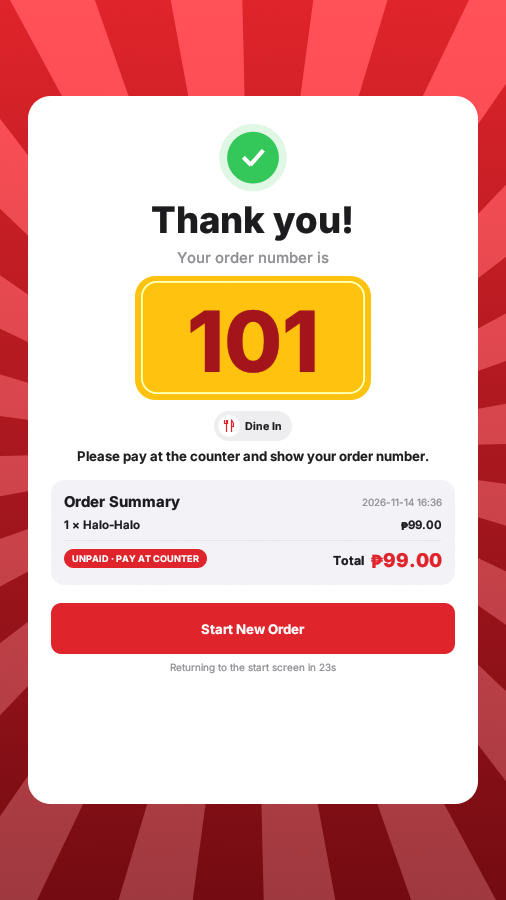 Thank you!
Your order number is
101
Dine In
Please pay at the counter and show your order number.
Order Summary 2026-11-14 16:36
1 × Halo-Halo ₱99.00
UNPAID · PAY AT COUNTER Total ₱99.00
Start New Order
Returning to the start screen in 23s